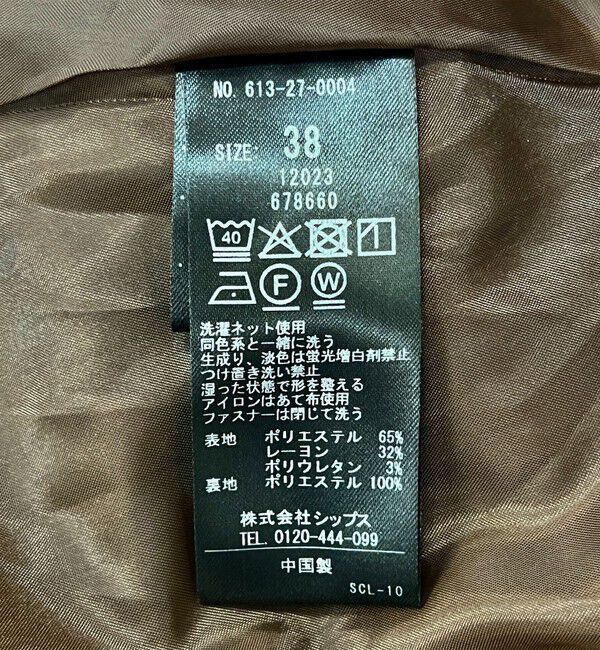 NO. 613-27-0004
SIZE: 38
12023
678660
40
F W
洗濯ネット使用
同色系と一緒に洗う
生成り、淡色は蛍光増白剤禁止
つけ置き洗い禁止
湿った状態で形を整える
アイロンはあて布使用
ファスナーは閉じて洗う
表地 ポリエステル 65%
レーヨン 32%
ポリウレタン 3%
裏地 ポリエステル 100%
株式会社シップス
TEL. 0120-444-099
中国製
SCL-10